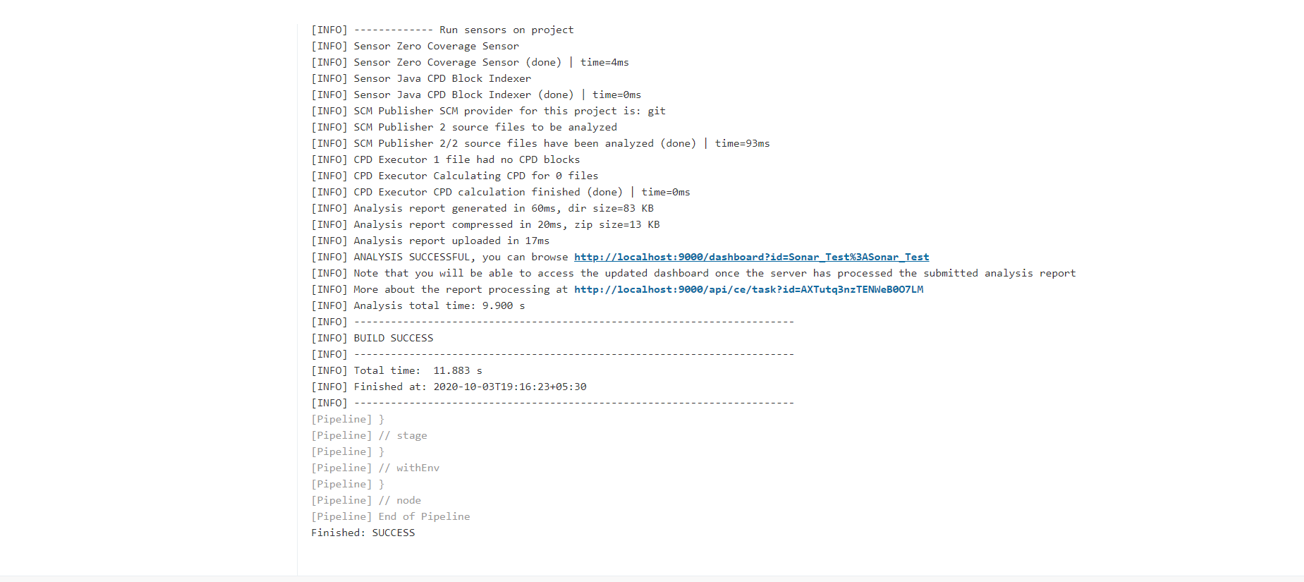 [INFO] ------------- Run sensors on project
[INFO] Sensor Zero Coverage Sensor
[INFO] Sensor Zero Coverage Sensor (done) | time=4ms
[INFO] Sensor Java CPD Block Indexer
[INFO] Sensor Java CPD Block Indexer (done) | time=0ms
[INFO] SCM Publisher SCM provider for this project is: git
[INFO] SCM Publisher 2 source files to be analyzed
[INFO] SCM Publisher 2/2 source files have been analyzed (done) | time=93ms
[INFO] CPD Executor 1 file had no CPD blocks
[INFO] CPD Executor Calculating CPD for 0 files
[INFO] CPD Executor CPD calculation finished (done) | time=0ms
[INFO] Analysis report generated in 60ms, dir size=83 KB
[INFO] Analysis report compressed in 20ms, zip size=13 KB
[INFO] Analysis report uploaded in 17ms
[INFO] ANALYSIS SUCCESSFUL, you can browse http://localhost:9000/dashboard?id=Sonar_Test%3ASonar_Test
[INFO] Note that you will be able to access the updated dashboard once the server has processed the submitted analysis report
[INFO] More about the report processing at http://localhost:9000/api/ce/task?id=AXTutq3nzTENWeB0O7LM
[INFO] Analysis total time: 9.900 s
[INFO] ------------------------------------------------------------------------
[INFO] BUILD SUCCESS
[INFO] ------------------------------------------------------------------------
[INFO] Total time:  11.883 s
[INFO] Finished at: 2020-10-03T19:16:23+05:30
[INFO] ------------------------------------------------------------------------
[Pipeline] }
[Pipeline] // stage
[Pipeline] }
[Pipeline] // withEnv
[Pipeline] }
[Pipeline] // node
[Pipeline] End of Pipeline
Finished: SUCCESS